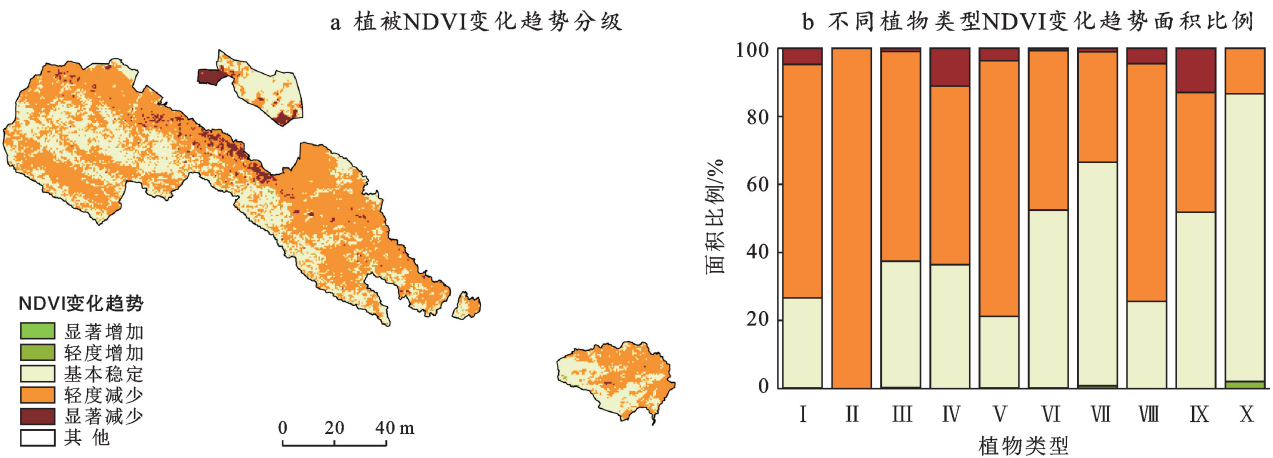 a 植被NDVI变化趋势分级
NDVI变化趋势
显著增加
轻度增加
基本稳定
轻度减少
显著减少
其 他
0 20 40 m
b 不同植物类型NDVI变化趋势面积比例
面积比例/%
100
80
60
40
20
0
I II III IV V VI VII VIII IX X
植物类型